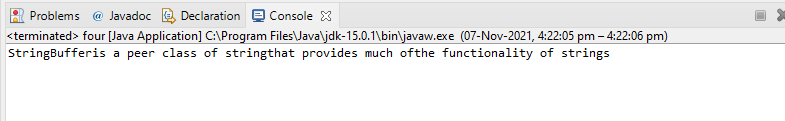 Problems @ Javadoc Declaration Console
<terminated> four [Java Application] C:\Program Files\Java\jdk-15.0.1\bin\javaw.exe (07-Nov-2021, 4:22:05 pm – 4:22:06 pm)
StringBufferis a peer class of stringthat provides much ofthe functionality of strings